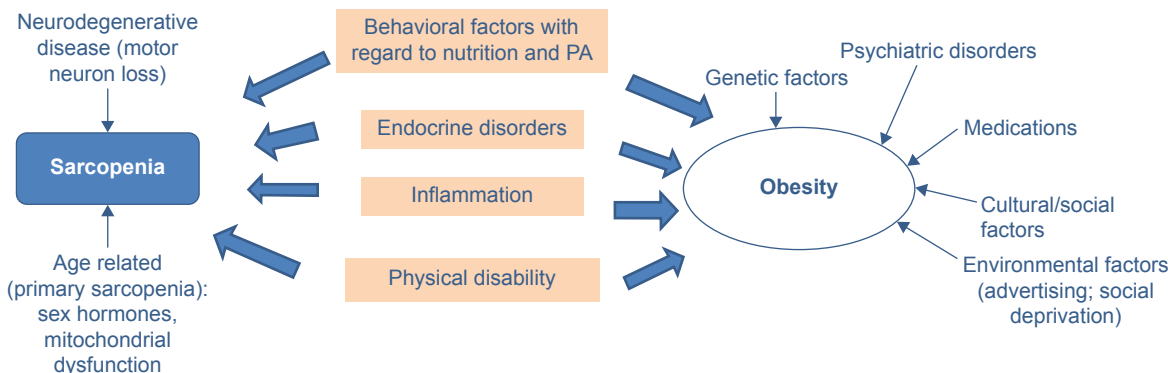 Neurodegenerative
disease (motor
neuron loss)
Sarcopenia
Age related
(primary sarcopenia):
sex hormones,
mitochondrial
dysfunction
Behavioral factors with
regard to nutrition and PA
Endocrine disorders
Inflammation
Physical disability
Genetic factors
Psychiatric disorders
Medications
Obesity
Cultural/social
factors
Environmental factors
(advertising; social
deprivation)